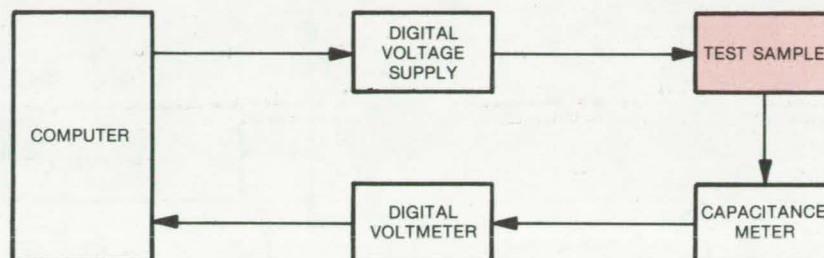 DIGITAL
VOLTAGE
SUPPLY
TEST SAMPLE
COMPUTER
DIGITAL
VOLTMETER
CAPACITANCE
METER